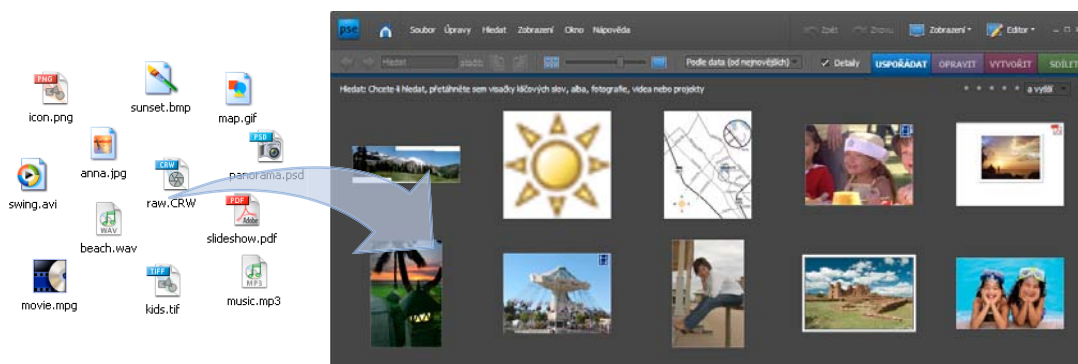 PNG
icon.png
sunset.bmp
map.gif
anna.jpg
CRW
raw.CRW
PSD
panorama.psd
swing.avi
WAV
beach.wav
PDF
Adobe
slideshow.pdf
movie.mpg
TIFF
kids.tif
MP3
music.mp3
pse
Soubor Úpravy Hledat Zobrazení Okno Nápověda
Zpět
Znovu
Zobrazení
Editor
Hledat
Podle data (od nejnovějších)
Detaily
USPOŘÁDAT
OPRAVIT
VYTVOŘIT
SDÍLET
Hledat: Chcete-li hledat, přetáhněte sem visačky klíčových slov, alba, fotografie, videa nebo projekty
a vyšší